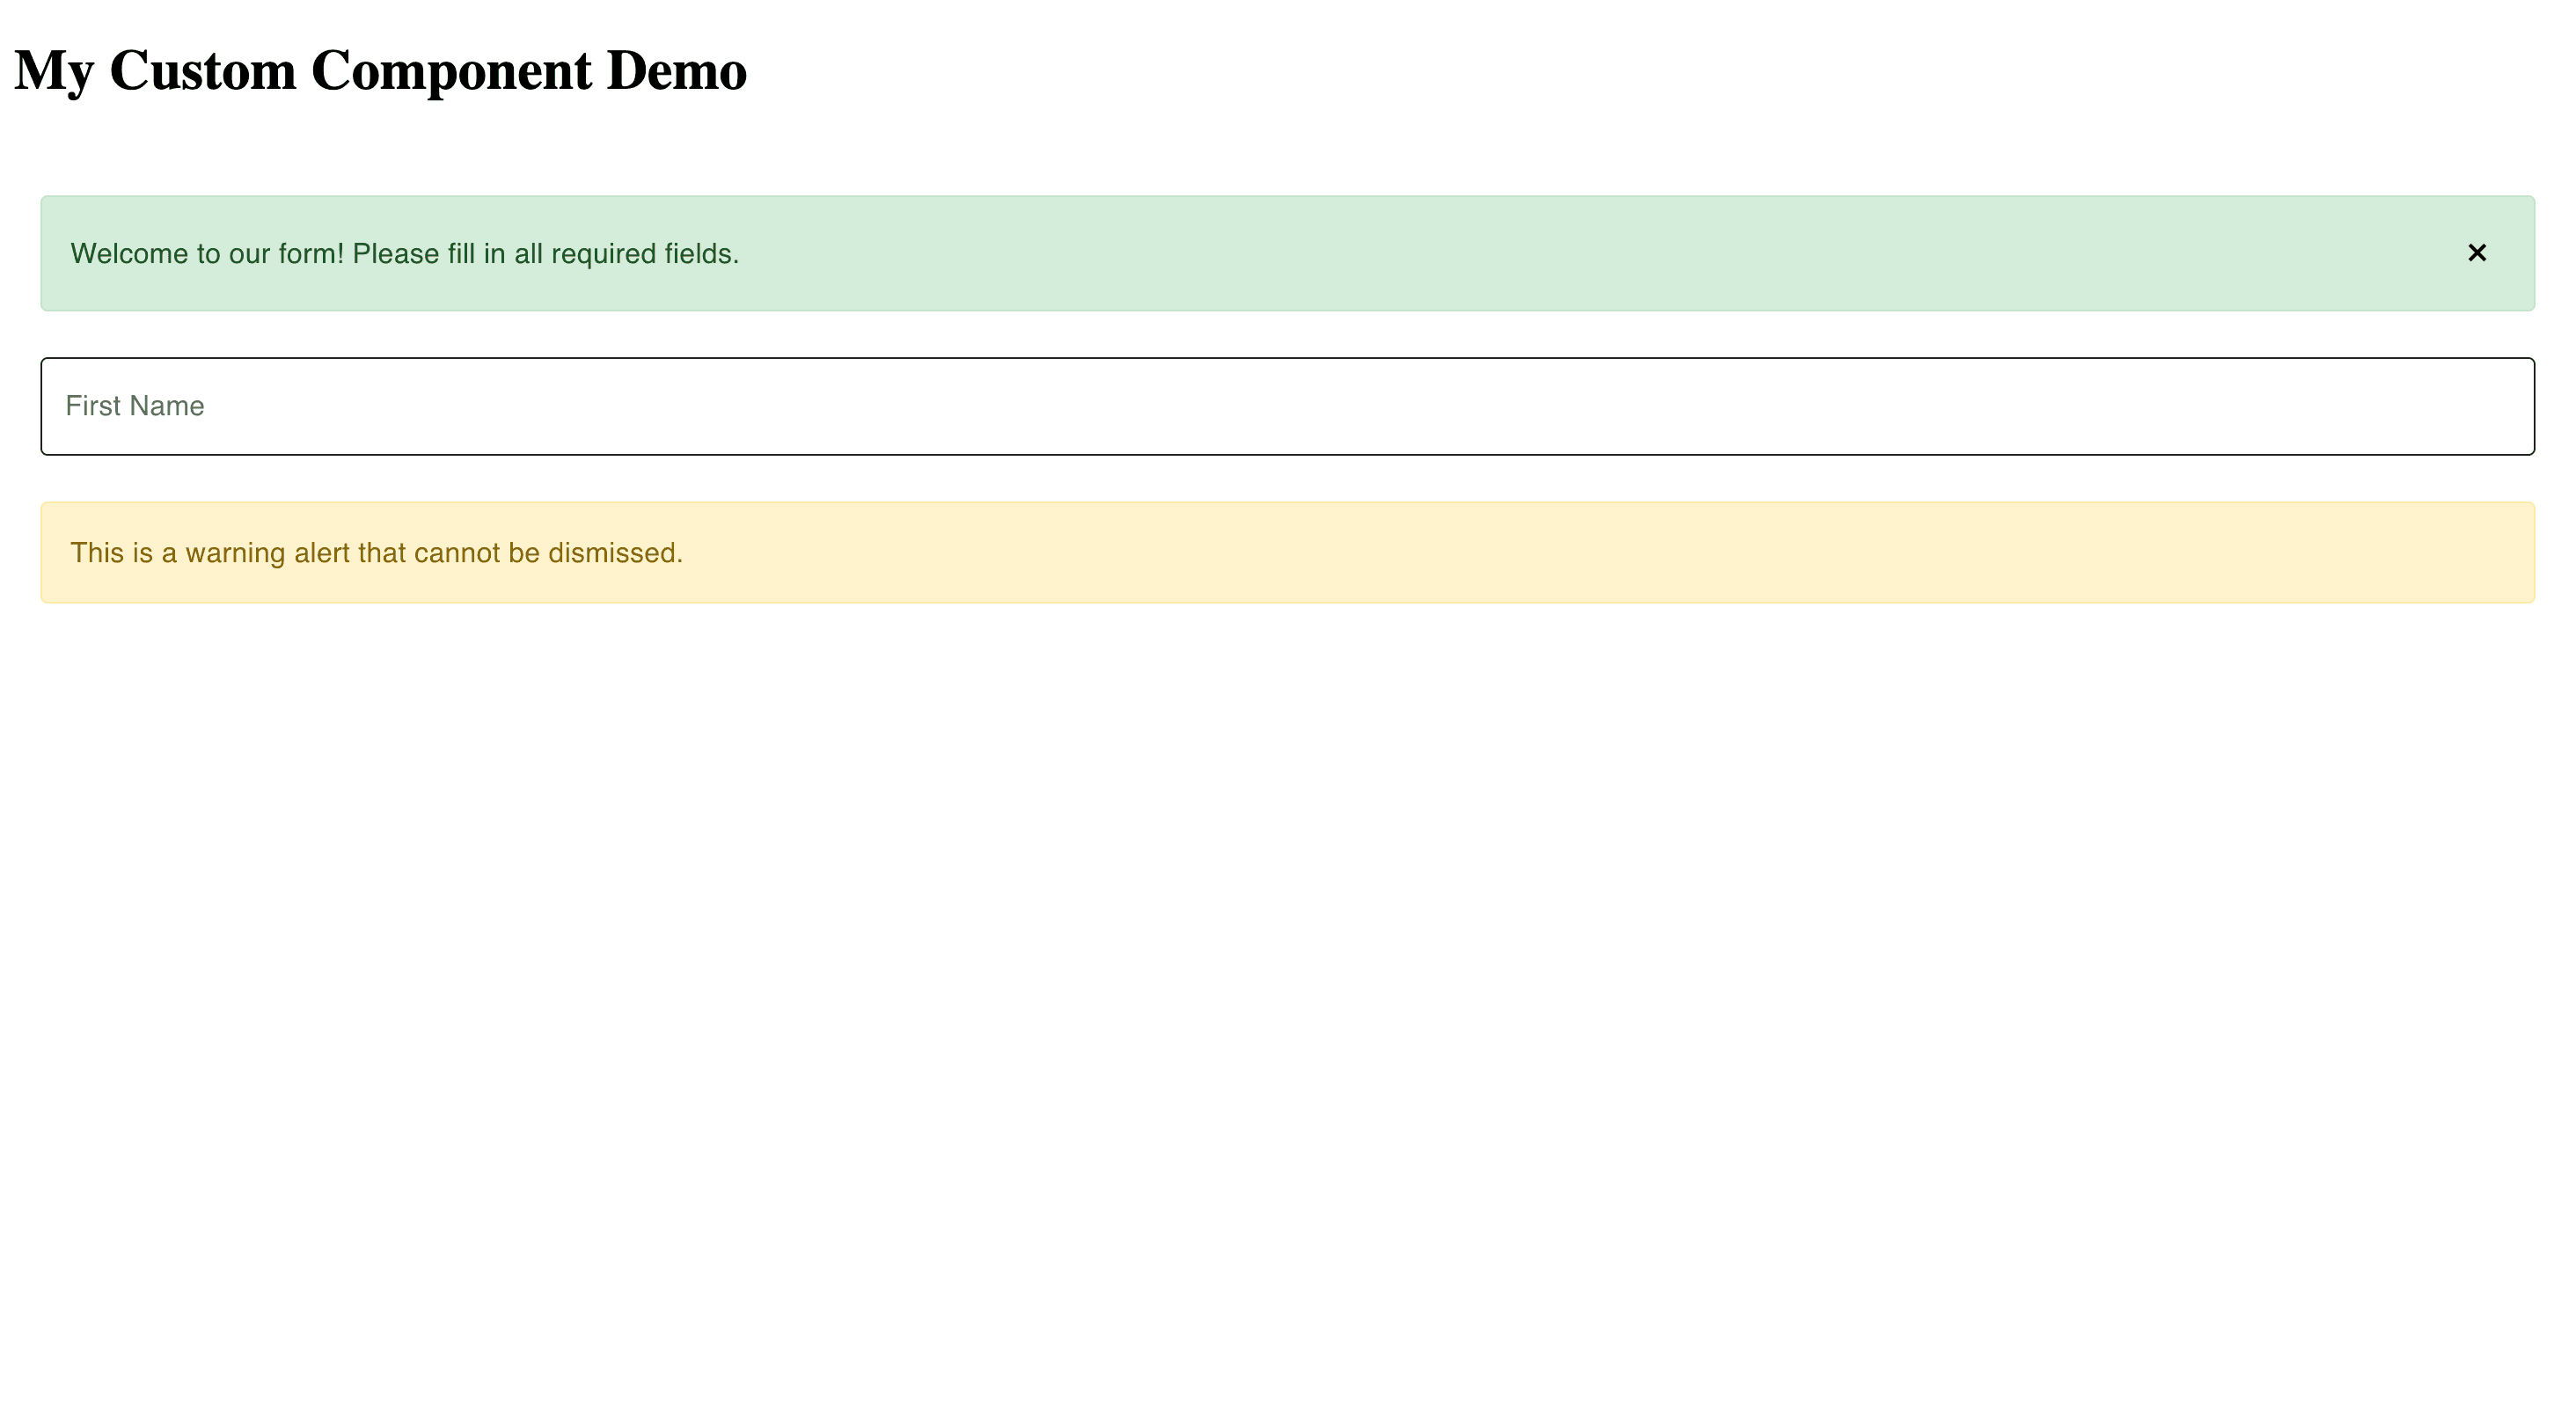 My Custom Component Demo
Welcome to our form! Please fill in all required fields.
First Name
This is a warning alert that cannot be dismissed.